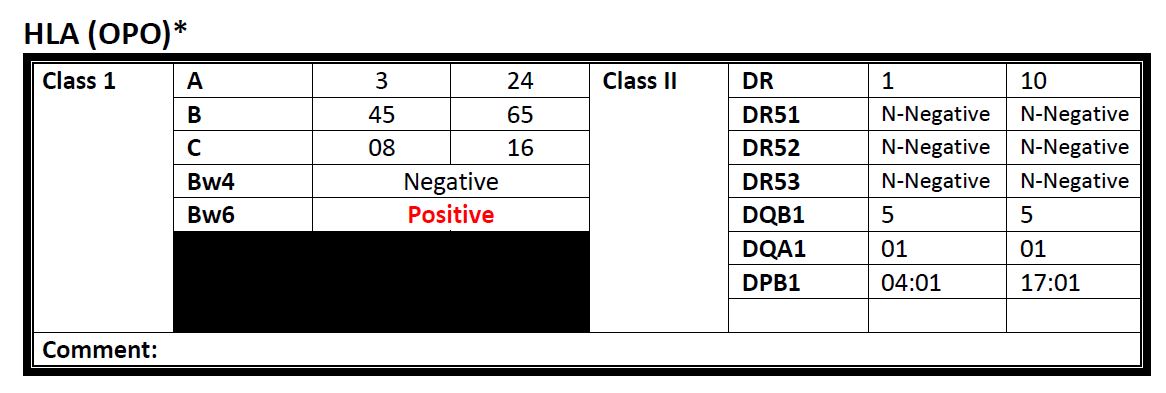 HLA (OPO)*
Class 1 A 3 24 Class II DR 1 10
B 45 65 DR51 N-Negative N-Negative
C 08 16 DR52 N-Negative N-Negative
Bw4 Negative DR53 N-Negative N-Negative
Bw6 Positive DQB1 5 5
DQA1 01 01
DPB1 04:01 17:01
Comment: